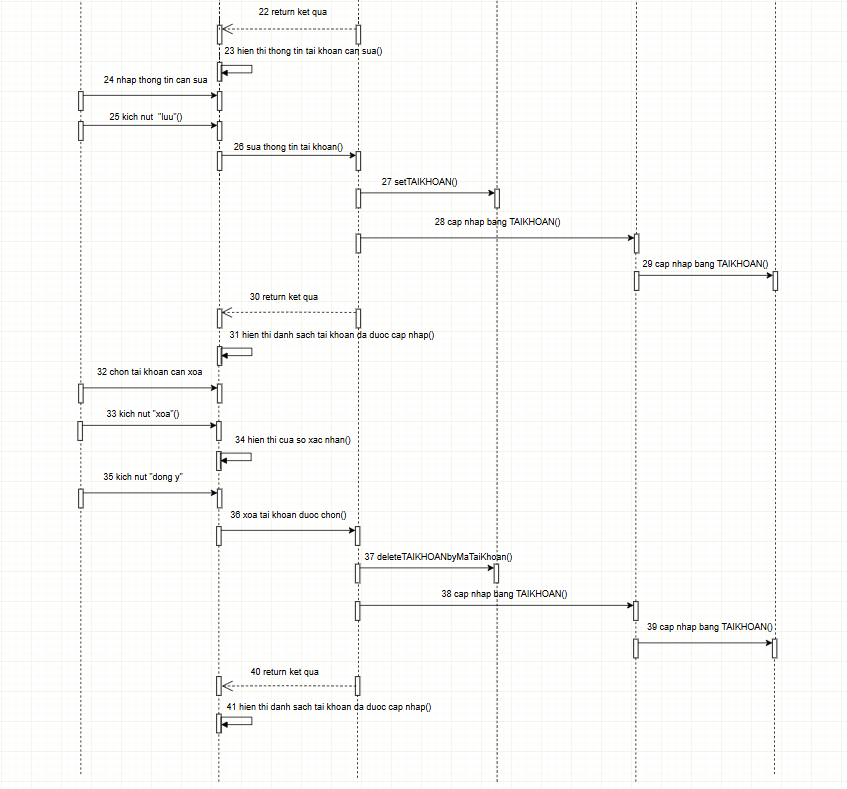 22 return ket qua
23 hien thi thong tin tai khoan can sua()
24 nhap thong tin can sua
25 kich nut "luu"()
26 sua thong tin tai khoan()
27 setTAIKHOAN()
28 cap nhap bang TAIKHOAN()
29 cap nhap bang TAIKHOAN()
30 return ket qua
31 hien thi danh sach tai khoan da duoc cap nhap()
32 chon tai khoan can xoa
33 kich nut "xoa"()
34 hien thi cua so xac nhan()
35 kich nut "dong y"
36 xoa tai khoan duoc chon()
37 deleteTAIKHOANbyMaTaiKhoan()
38 cap nhap bang TAIKHOAN()
39 cap nhap bang TAIKHOAN()
40 return ket qua
41 hien thi danh sach tai khoan da duoc cap nhap()